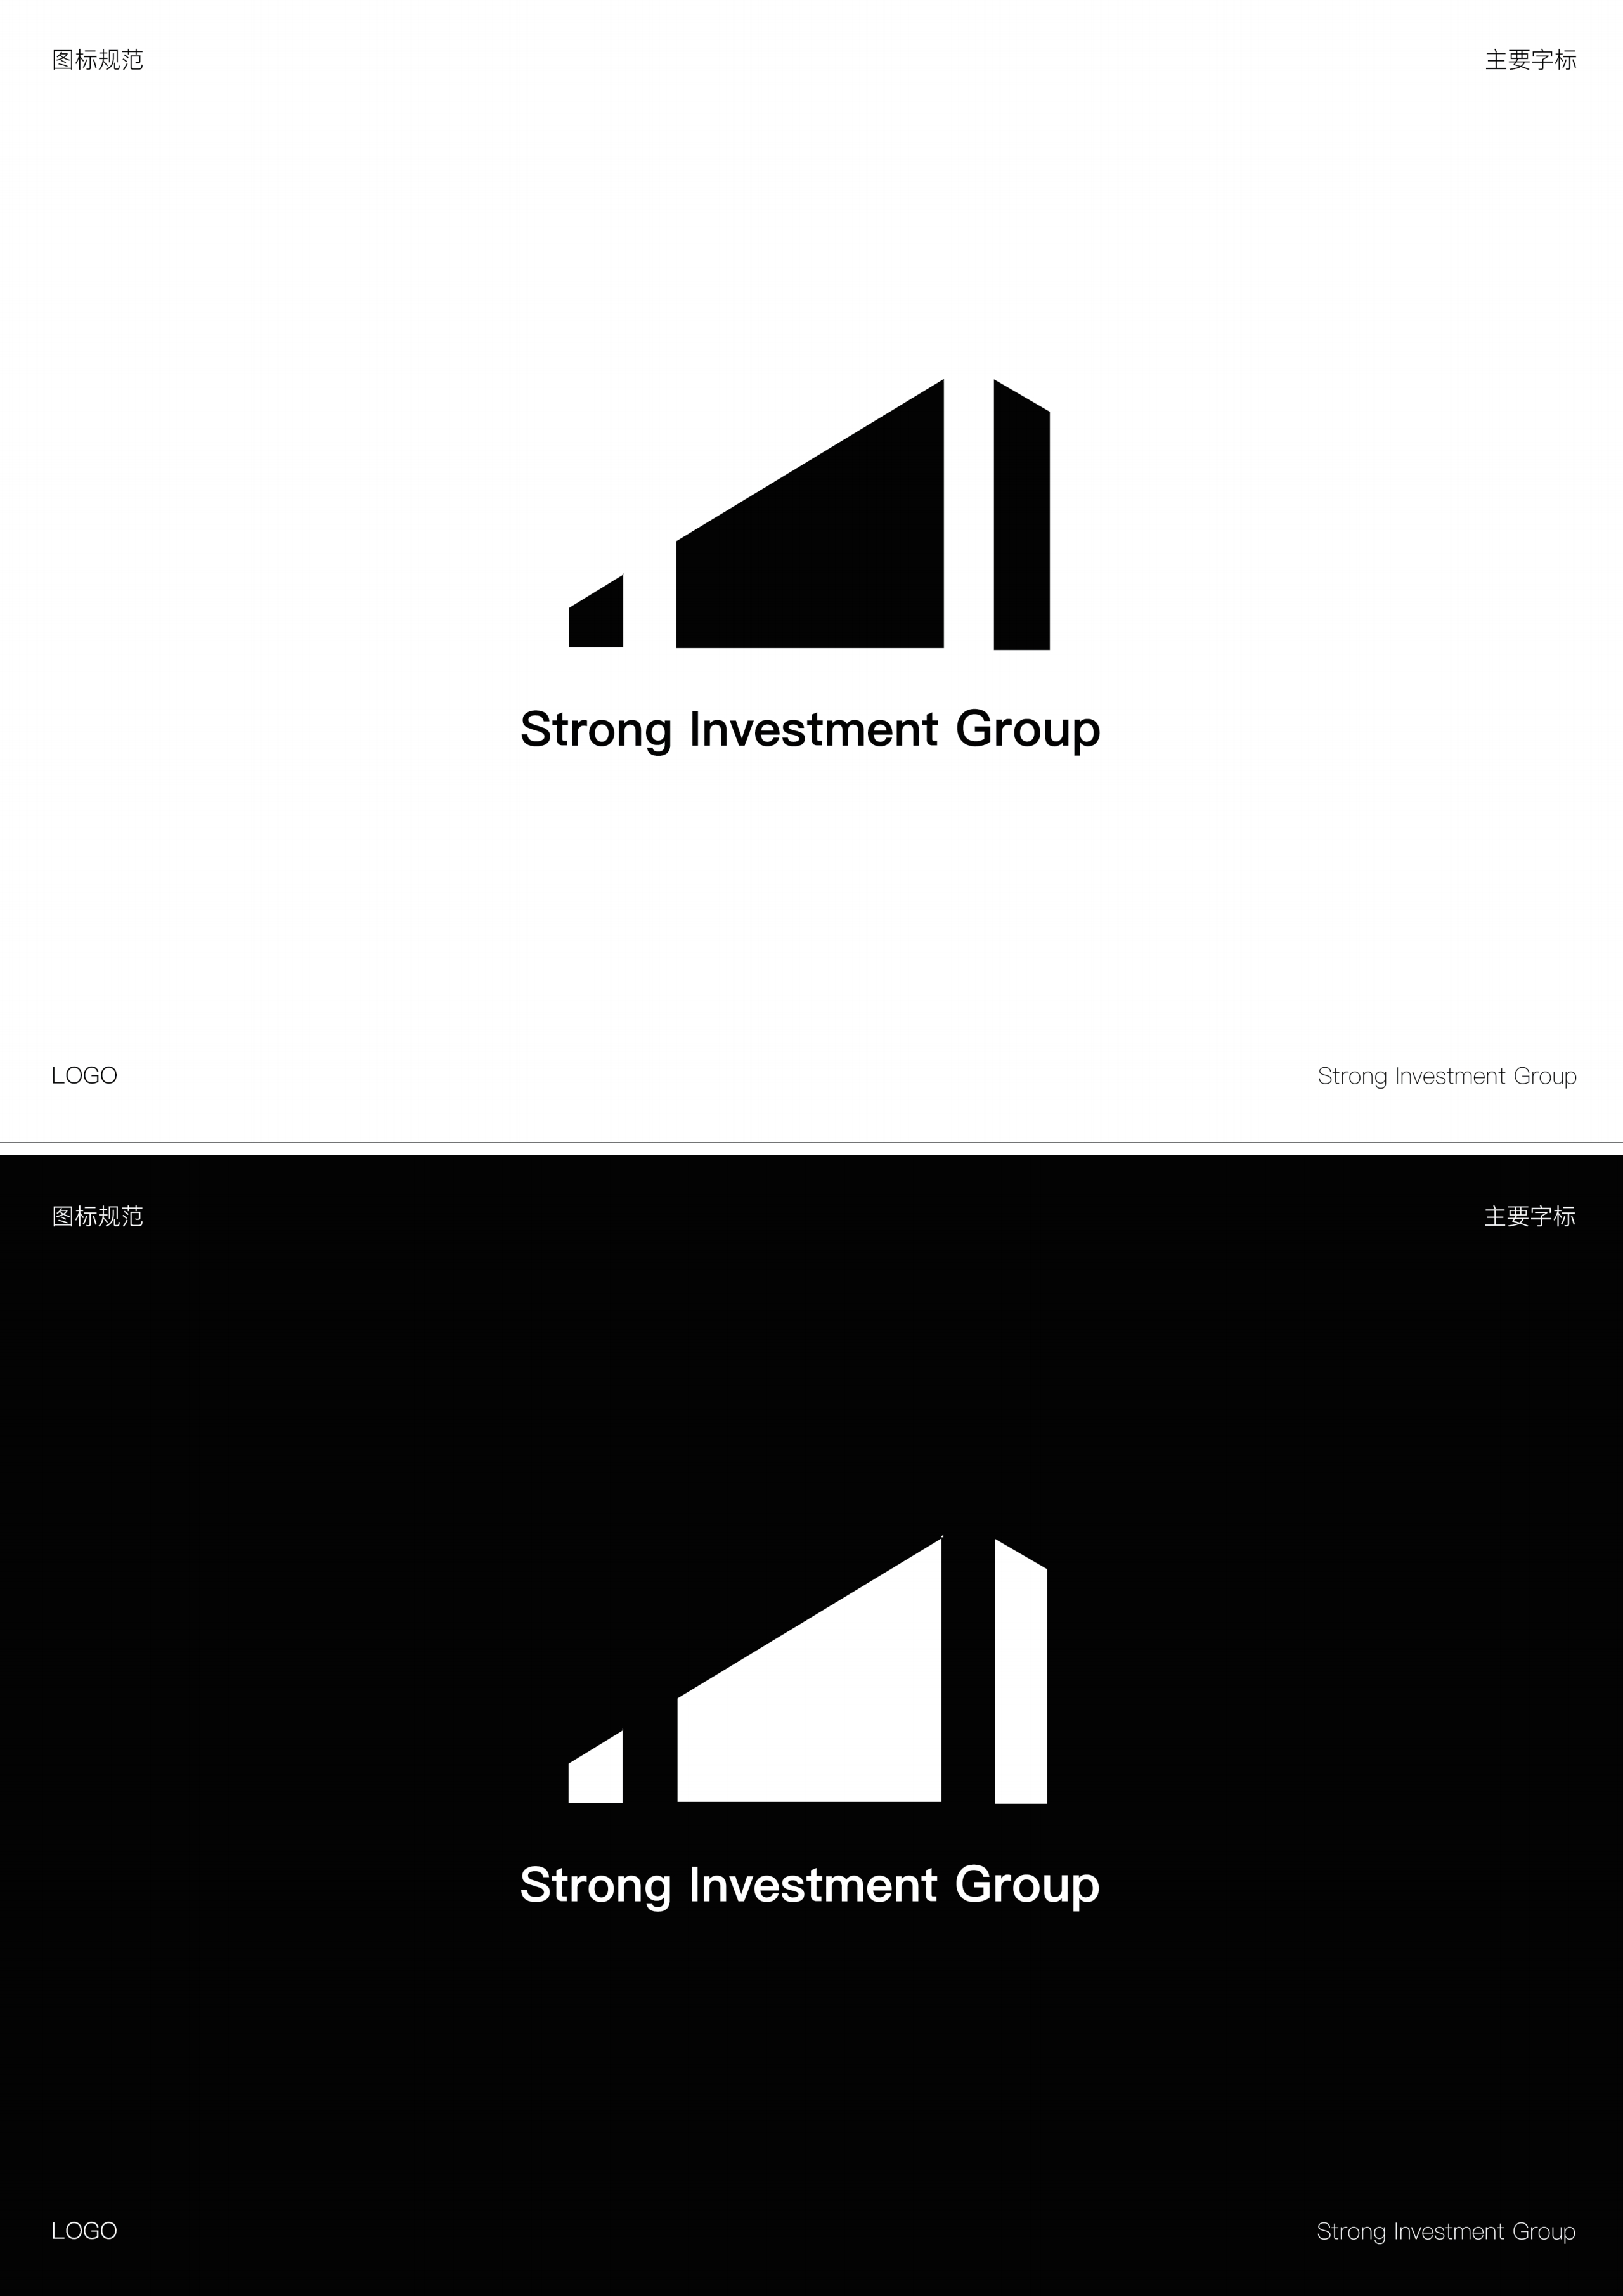 图标规范
主要字标
Strong Investment Group
LOGO
Strong Investment Group
图标规范
主要字标
Strong Investment Group
LOGO
Strong Investment Group